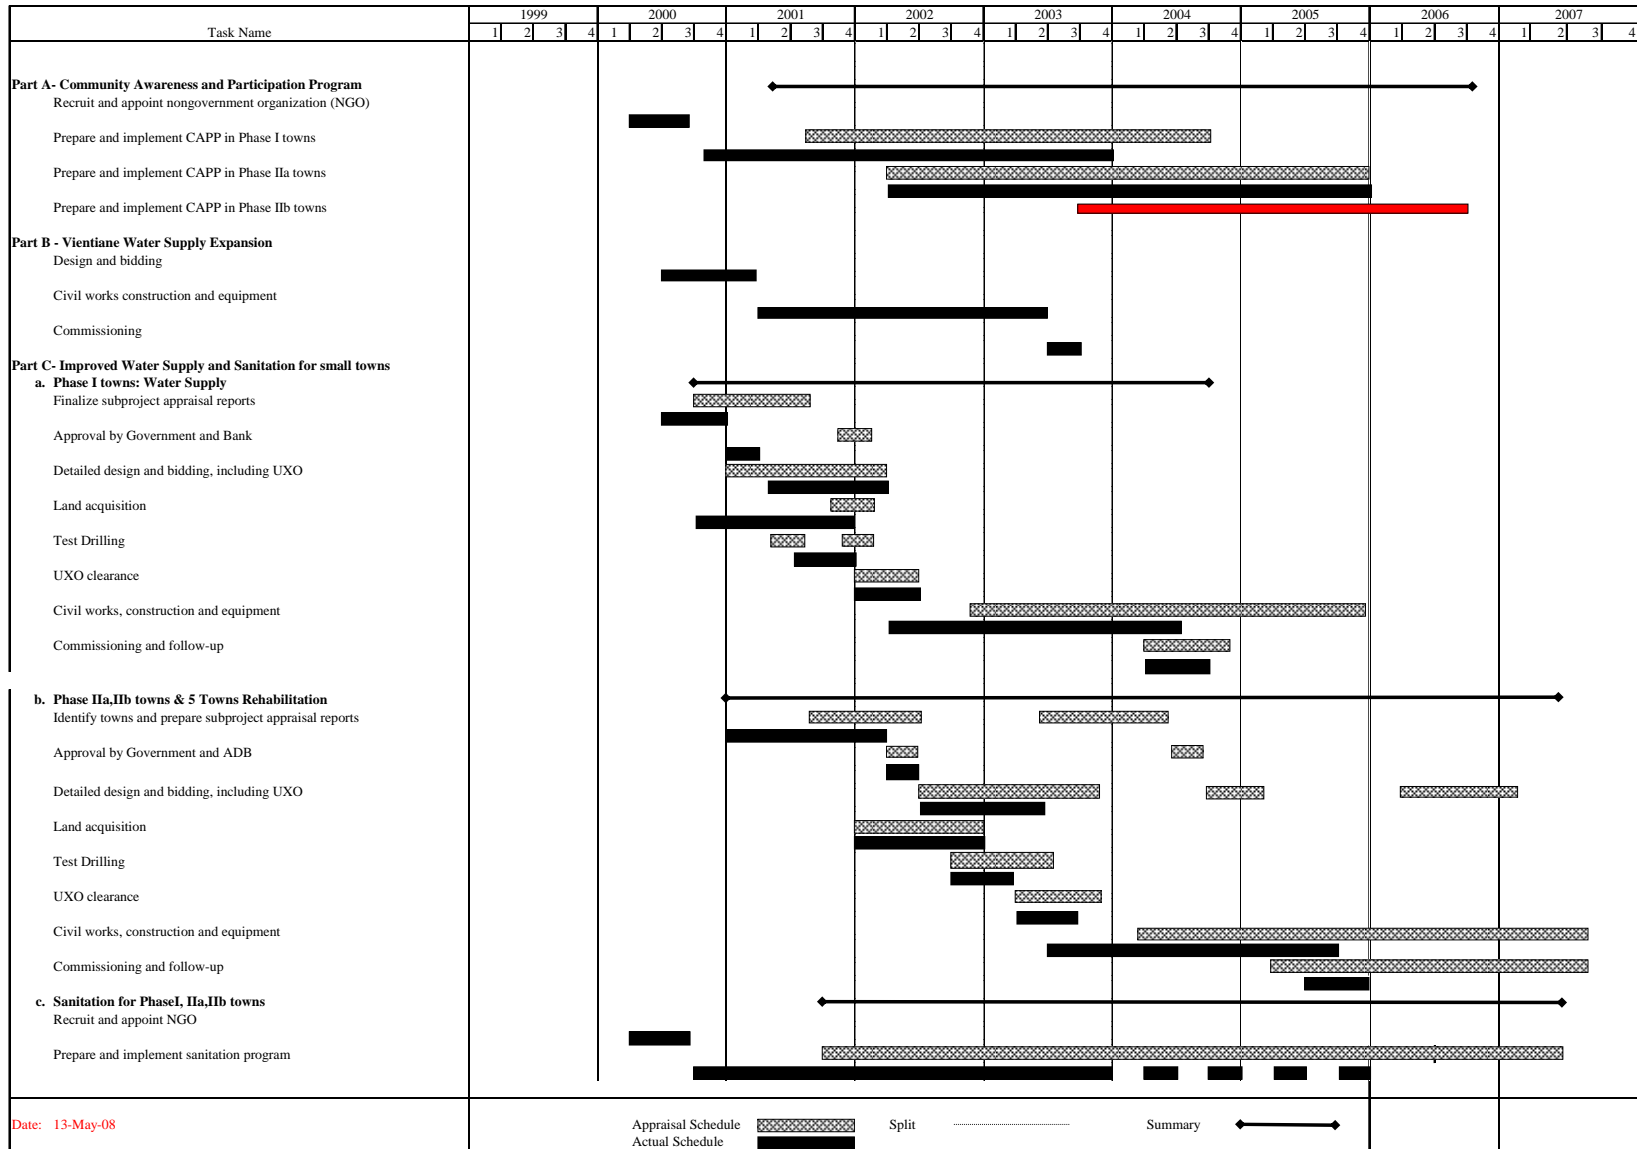 1999 2000 2001 2002 2003 2004 2005 2006 2007
Task Name 1 2 3 4 1 2 3 4 1 2 3 4 1 2 3 4 1 2 3 4 1 2 3 4 1 2 3 4 1 2 3 4 1 2 3 4
Part A- Community Awareness and Participation Program
Recruit and appoint nongovernment organization (NGO)
Prepare and implement CAPP in Phase I towns
Prepare and implement CAPP in Phase IIa towns
Prepare and implement CAPP in Phase IIb towns
Part B - Vientiane Water Supply Expansion
Design and bidding
Civil works construction and equipment
Commissioning
Part C- Improved Water Supply and Sanitation for small towns
a. Phase I towns: Water Supply
Finalize subproject appraisal reports
Approval by Government and Bank
Detailed design and bidding, including UXO
Land acquisition
Test Drilling
UXO clearance
Civil works, construction and equipment
Commissioning and follow-up
b. Phase IIa,IIb towns & 5 Towns Rehabilitation
Identify towns and prepare subproject appraisal reports
Approval by Government and ADB
Detailed design and bidding, including UXO
Land acquisition
Test Drilling
UXO clearance
Civil works, construction and equipment
Commissioning and follow-up
c. Sanitation for PhaseI, IIa,IIb towns
Recruit and appoint NGO
Prepare and implement sanitation program
Date: 13-May-08 Appraisal Schedule Split Summary
Actual Schedule